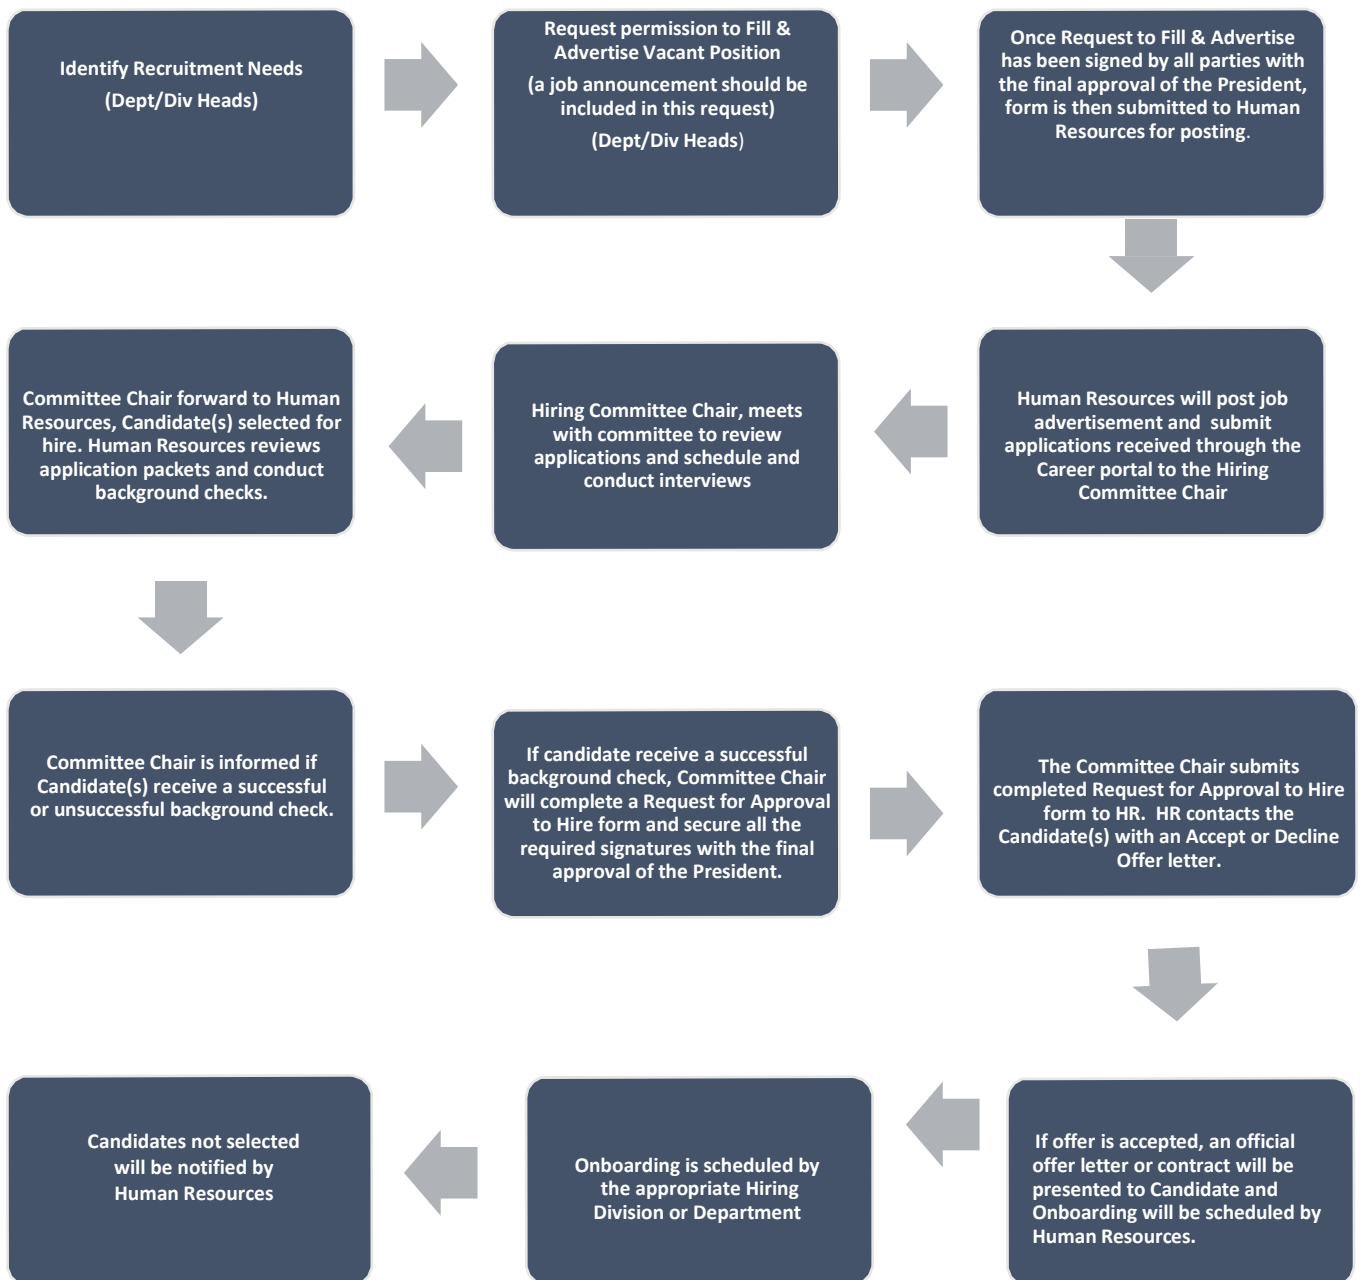 Identify Recruitment Needs
(Dept/Div Heads)
Request permission to Fill &
Advertise Vacant Position
(a job announcement should be
included in this request)
(Dept/Div Heads)
Once Request to Fill & Advertise
has been signed by all parties with
the final approval of the President,
form is then submitted to Human
Resources for posting.
Human Resources will post job
advertisement and submit
applications received through the
Career portal to the Hiring
Committee Chair
Hiring Committee Chair, meets
with committee to review
applications and schedule and
conduct interviews
Committee Chair forward to Human
Resources, Candidate(s) selected for
hire. Human Resources reviews
application packets and conduct
background checks.
Committee Chair is informed if
Candidate(s) receive a successful
or unsuccessful background check.
If candidate receive a successful
background check, Committee Chair
will complete a Request for Approval
to Hire form and secure all the
required signatures with the final
approval of the President.
The Committee Chair submits
completed Request for Approval to Hire
form to HR. HR contacts the
Candidate(s) with an Accept or Decline
Offer letter.
If offer is accepted, an official
offer letter or contract will be
presented to Candidate and
Onboarding will be scheduled by
Human Resources.
Onboarding is scheduled by
the appropriate Hiring
Division or Department
Candidates not selected
will be notified by
Human Resources